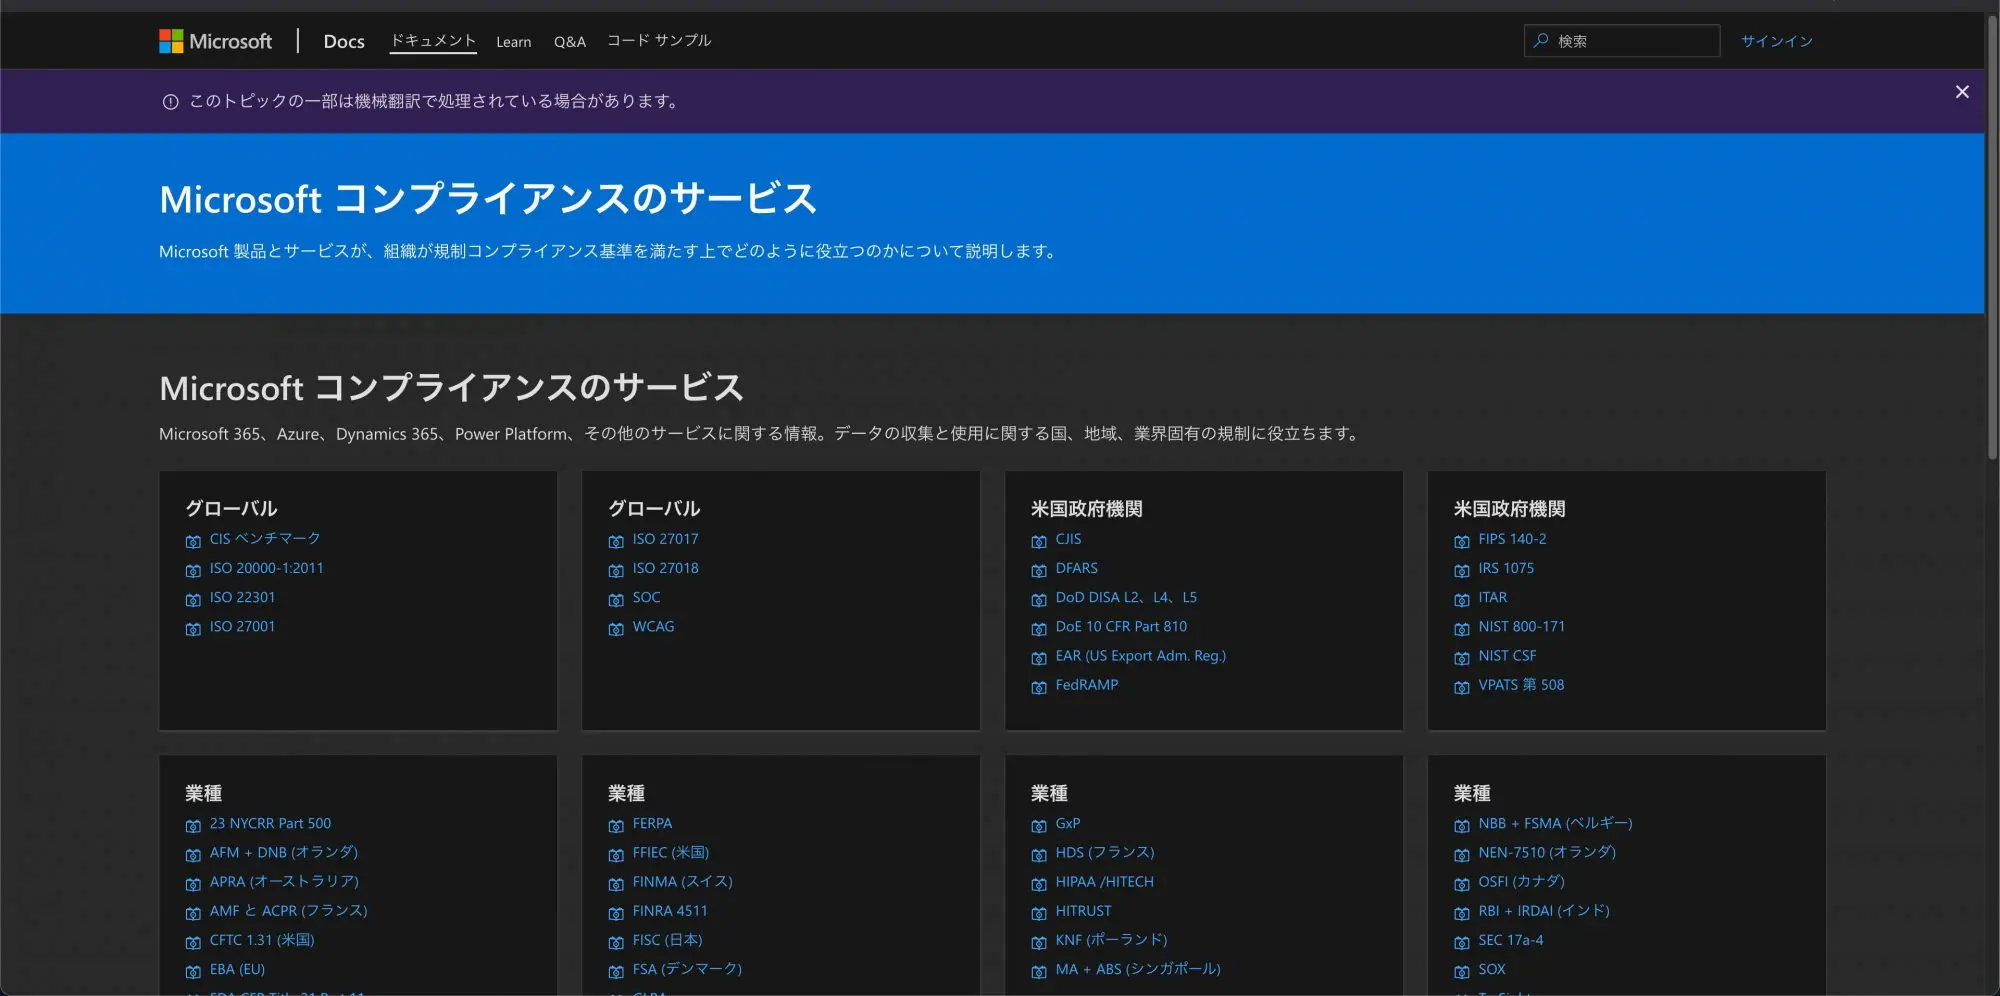 Microsoft | Docs ドキュメント Learn Q&A コード サンプル 検索 サインイン
このトピックの一部は機械翻訳で処理されている場合があります。
Microsoft コンプライアンスのサービス
Microsoft 製品とサービスが、組織が規制コンプライアンス基準を満たす上でどのように役立つのかについて説明します。
Microsoft コンプライアンスのサービス
Microsoft 365、Azure、Dynamics 365、Power Platform、その他のサービスに関する情報。データの収集と使用に関する国、地域、業界固有の規制に役立ちます。
グローバル
CIS ベンチマーク
ISO 20000-1:2011
ISO 22301
ISO 27001
グローバル
ISO 27017
ISO 27018
SOC
WCAG
米国政府機関
CJIS
DFARS
DoD DISA L2、L4、L5
DoE 10 CFR Part 810
EAR (US Export Adm. Reg.)
FedRAMP
米国政府機関
FIPS 140-2
IRS 1075
ITAR
NIST 800-171
NIST CSF
VPATS 第 508
業種
23 NYCRR Part 500
AFM + DNB (オランダ)
APRA (オーストラリア)
AMF と ACPR (フランス)
CFTC 1.31 (米国)
EBA (EU)
業種
FERPA
FFIEC (米国)
FINMA (スイス)
FINRA 4511
FISC (日本)
FSA (デンマーク)
業種
GxP
HDS (フランス)
HIPAA /HITECH
HITRUST
KNF (ポーランド)
MA + ABS (シンガポール)
業種
NBB + FSMA (ベルギー)
NEN-7510 (オランダ)
OSFI (カナダ)
RBI + IRDAI (インド)
SEC 17a-4
SOX